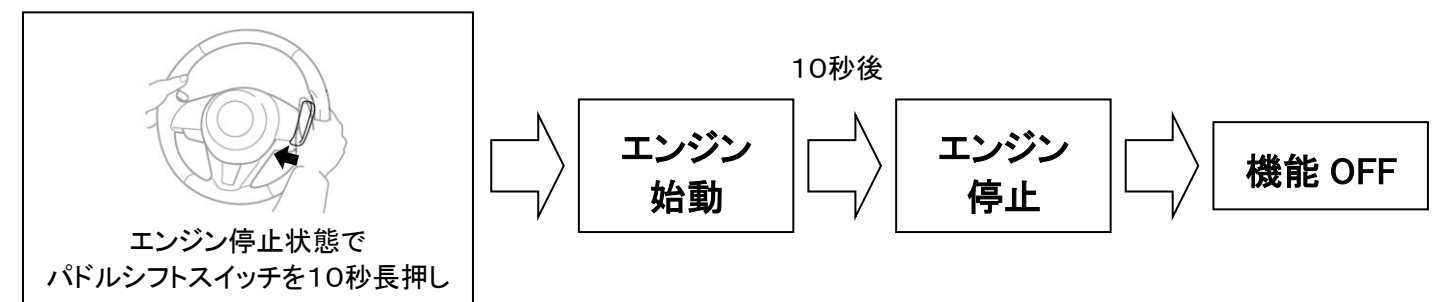 エンジン停止状態で
パドルシフトスイッチを１０秒長押し
エンジン
始動
１０秒後
エンジン
停止
機能 OFF